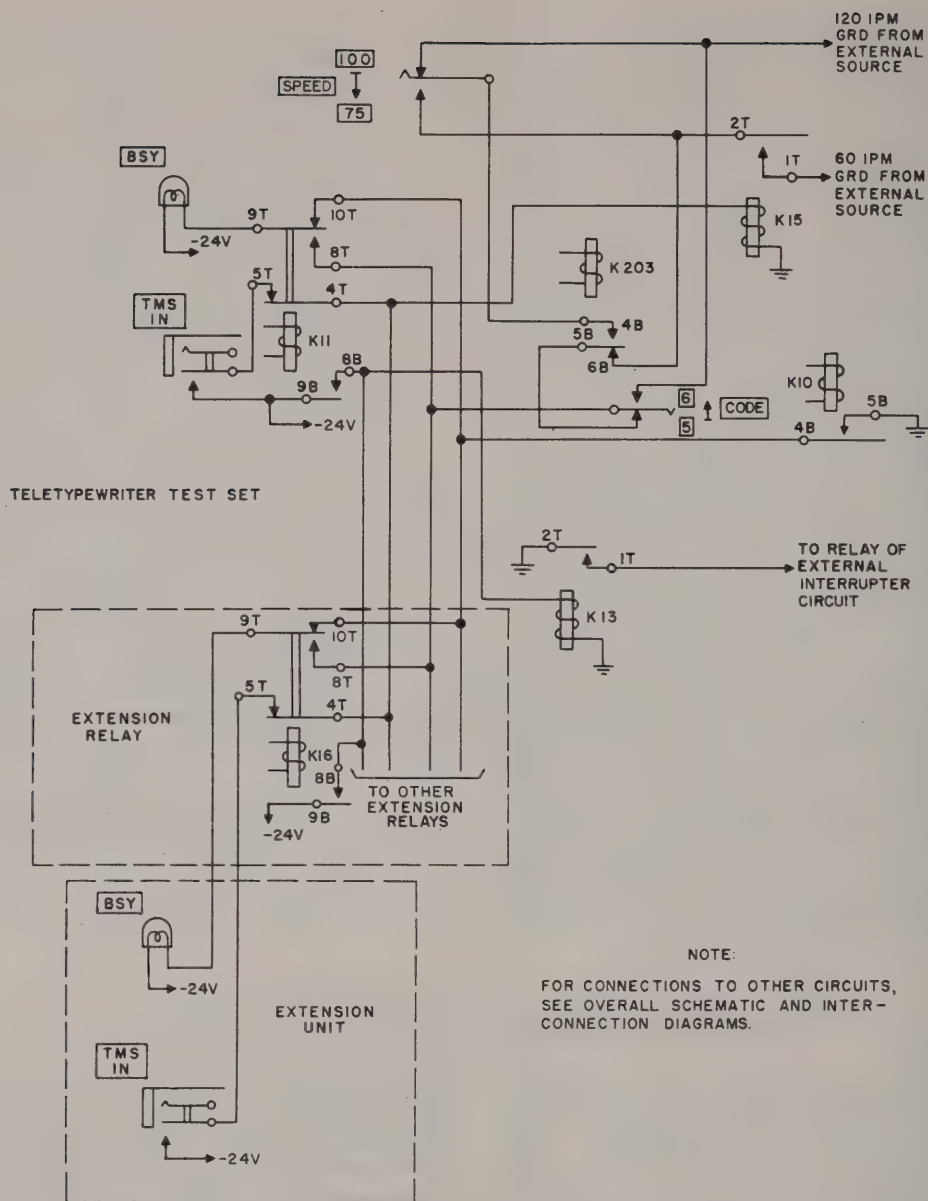 120 IPM
GRD FROM
EXTERNAL
SOURCE
100
SPEED
75
2T
1T
60 IPM
GRD FROM
EXTERNAL
SOURCE
BSY
-24V
9T
10T
8T
K15
K203
5T
4T
TMS
IN
K11
8B
9B
-24V
4B
5B
6B
K10
6
5
CODE
5B
4B
TELETYPEWRITER TEST SET
2T
1T
TO RELAY OF
EXTERNAL
INTERRUPTER
CIRCUIT
K13
9T
10T
8T
5T
4T
EXTENSION
RELAY
K16
8B
9B
-24V
TO OTHER
EXTENSION
RELAYS
BSY
-24V
EXTENSION
UNIT
TMS
IN
-24V
NOTE:
FOR CONNECTIONS TO OTHER CIRCUITS,
SEE OVERALL SCHEMATIC AND INTER-
CONNECTION DIAGRAMS.